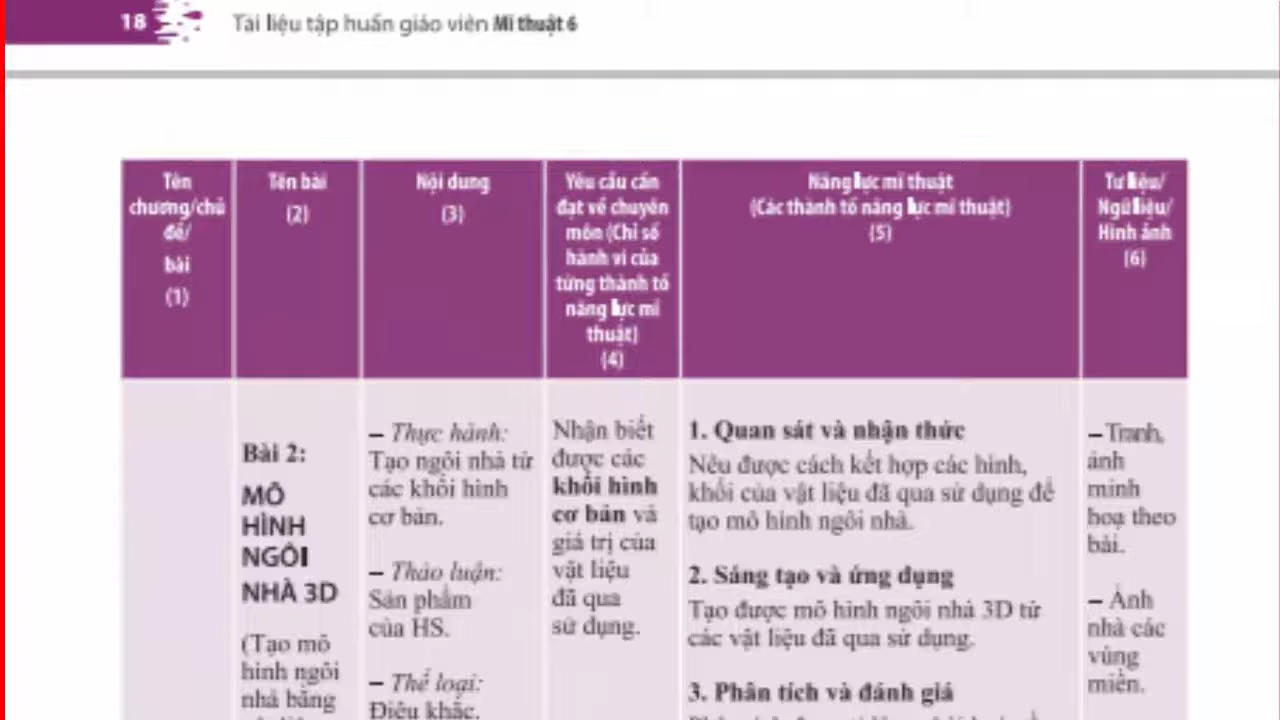 18 Tài liệu tập huấn giáo viên Mĩ thuật 6
Tên
chương/chủ
đề/
bài
(1)
Tên bài
(2)
Nội dung
(3)
Yêu cầu cần
đạt về chuyên
môn (Chỉ số
hành vi của
từng thành tố
năng lực mĩ
thuật)
(4)
Năng lực mĩ thuật
(Các thành tố năng lực mĩ thuật)
(5)
Tư liệu/
Ngữ liệu/
Hình ảnh
(6)
Bài 2:
MÔ
HÌNH
NGÔI
NHÀ 3D
(Tạo mô
hình ngôi
nhà bằng
– Thực hành:
Tạo ngôi nhà từ
các khối hình
cơ bản.
– Thảo luận:
Sản phẩm
của HS.
– Thể loại:
Điêu khắc.
Nhận biết
được các
khối hình
cơ bản và
giá trị của
vật liệu
đã qua
sử dụng.
1. Quan sát và nhận thức
Nêu được cách kết hợp các hình,
khối của vật liệu đã qua sử dụng để
tạo mô hình ngôi nhà.
2. Sáng tạo và ứng dụng
Tạo được mô hình ngôi nhà 3D từ
các vật liệu đã qua sử dụng.
3. Phân tích và đánh giá
– Tranh,
ảnh
minh
hoạ theo
bài.
– Ảnh
nhà các
vùng
miền.